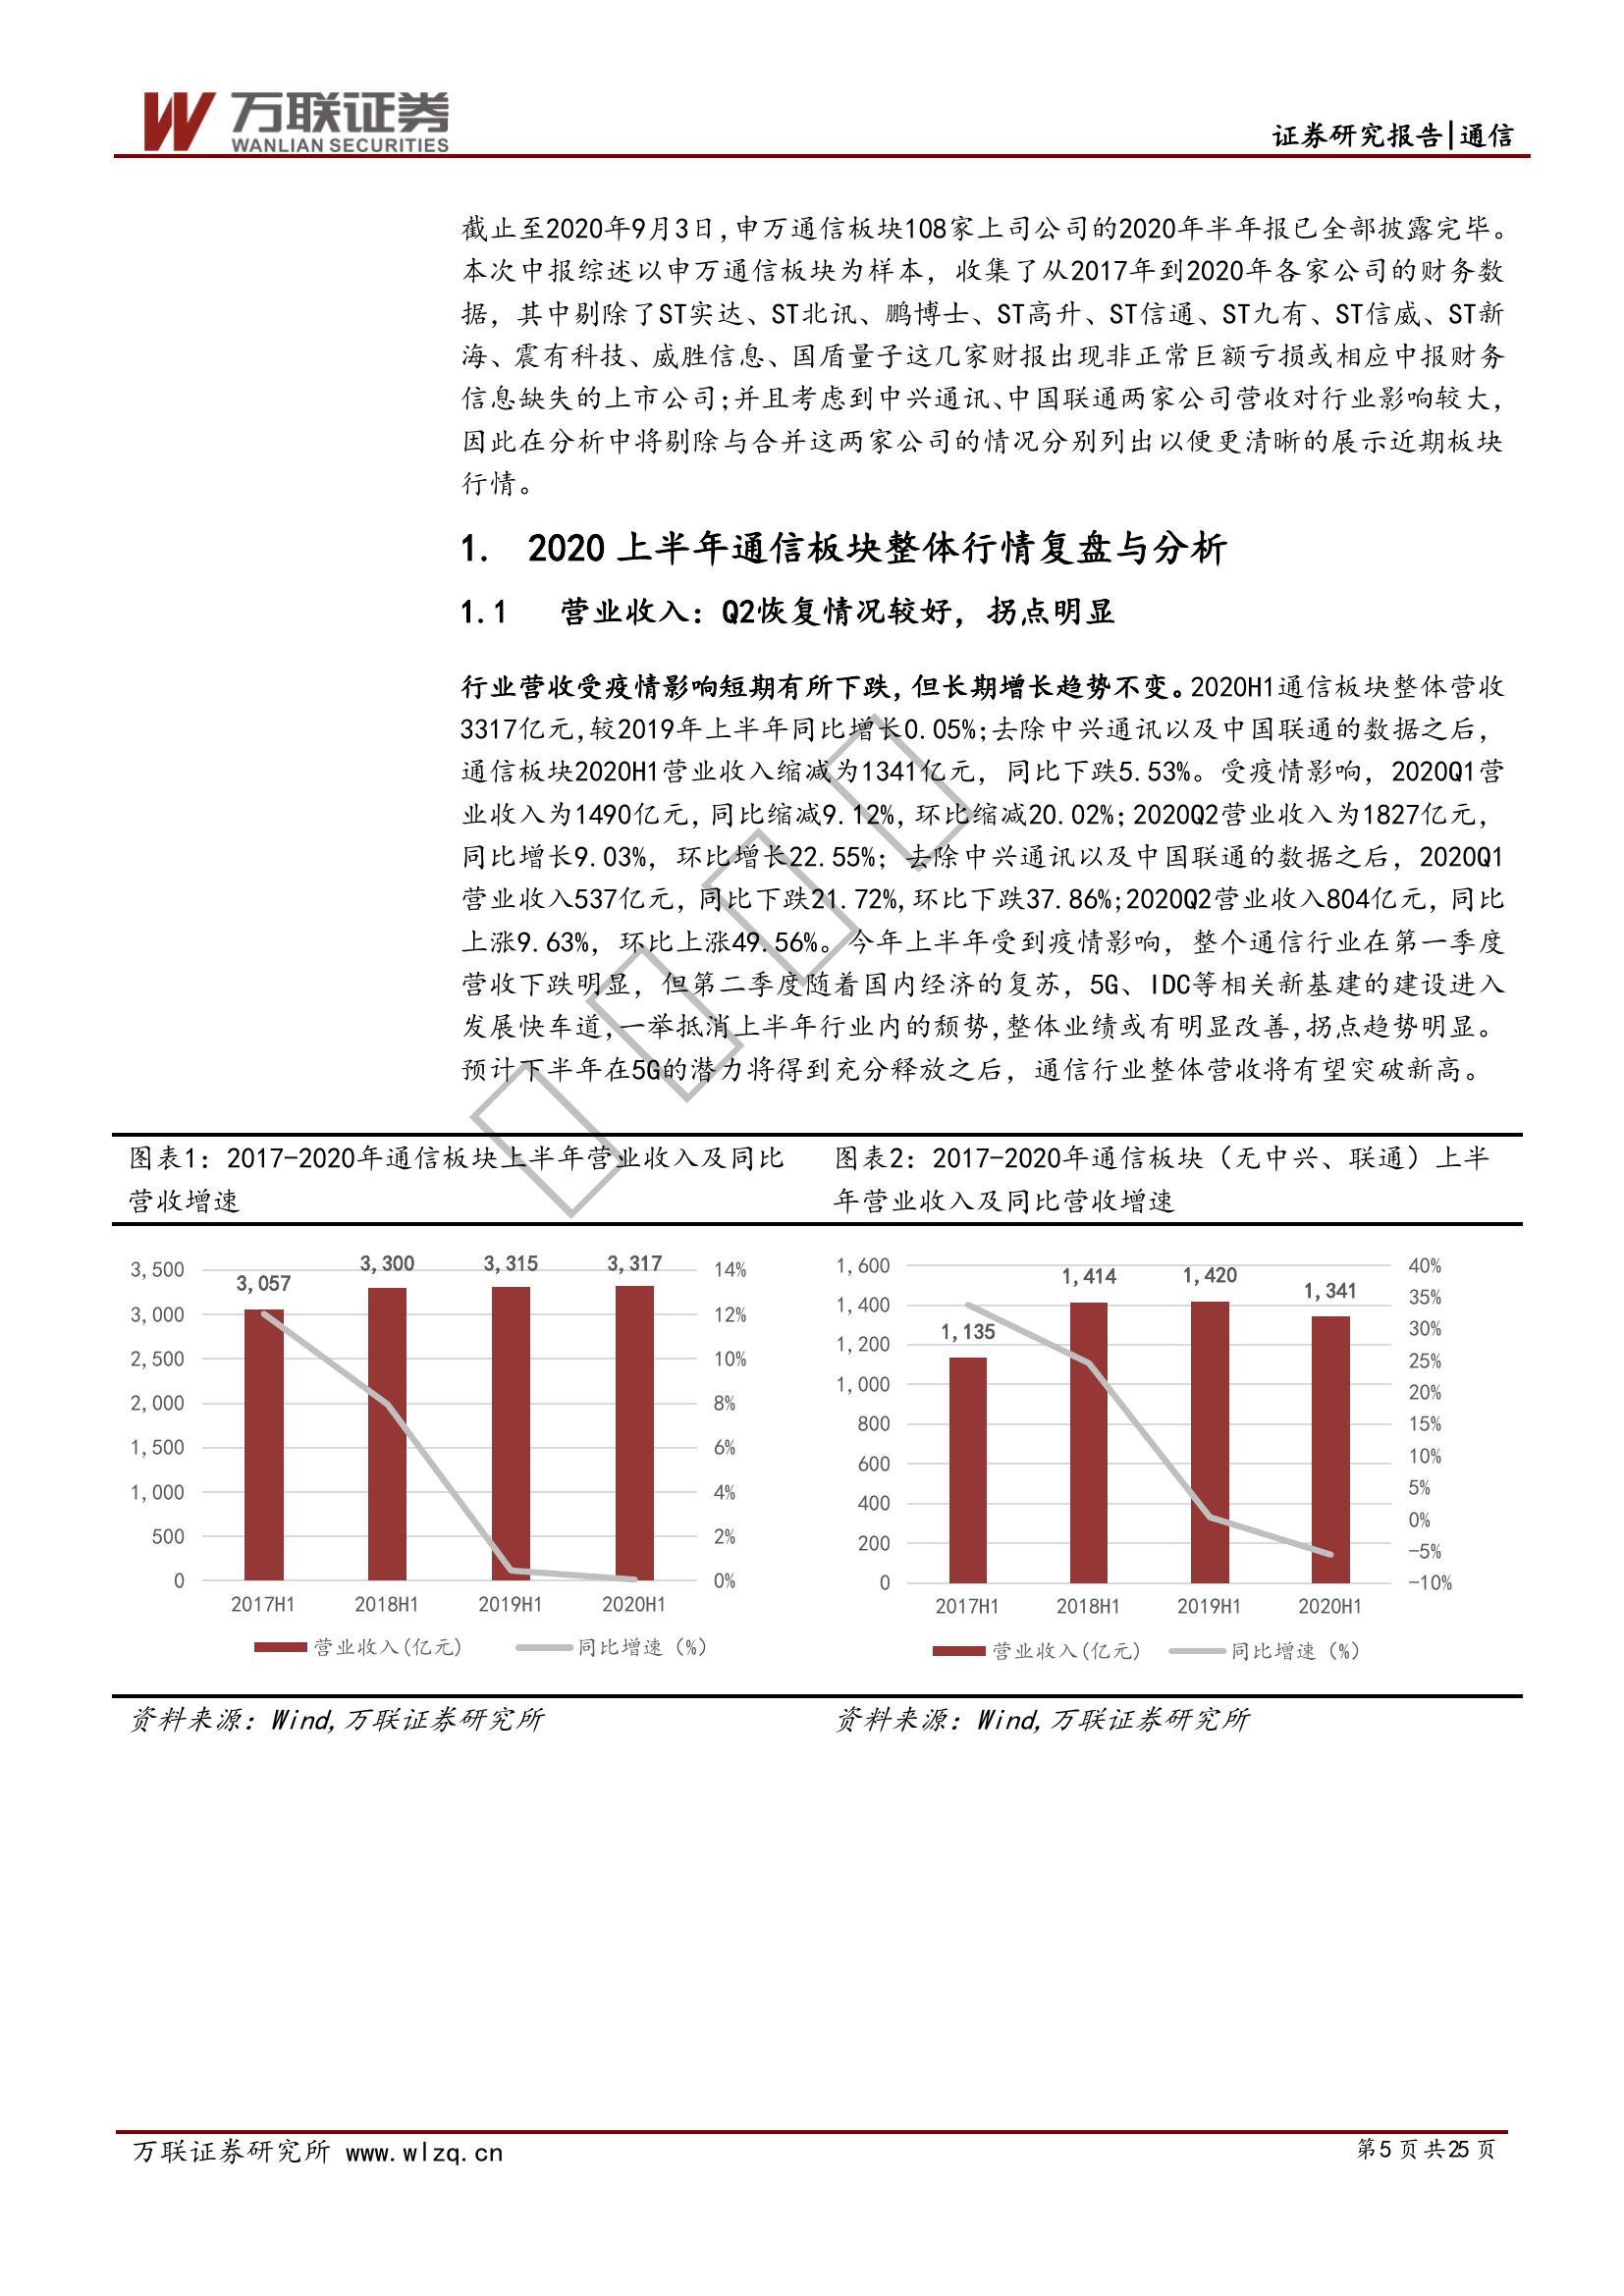 万联证券
WANLIAN SECURITIES
证券研究报告|通信
截止至2020年9月3日,申万通信板块108家上司公司的2020年半年报已全部披露完毕。
本次中报综述以申万通信板块为样本，收集了从2017年到2020年各家公司的财务数
据，其中剔除了ST实达、ST北讯、鹏博士、ST高升、ST信通、ST九有、ST信威、ST新
海、震有科技、威胜信息、国盾量子这几家财报出现非正常巨额亏损或相应中报财务
信息缺失的上市公司;并且考虑到中兴通讯、中国联通两家公司营收对行业影响较大，
因此在分析中将剔除与合并这两家公司的情况分别列出以便更清晰的展示近期板块
行情。
1. 2020 上半年通信板块整体行情复盘与分析
1.1 营业收入：Q2恢复情况较好，拐点明显
行业营收受疫情影响短期有所下跌,但长期增长趋势不变。2020H1通信板块整体营收
3317亿元,较2019年上半年同比增长0.05%;去除中兴通讯以及中国联通的数据之后，
通信板块2020H1营业收入缩减为1341亿元，同比下跌5.53%。受疫情影响，2020Q1营
业收入为1490亿元,同比缩减9.12%,环比缩减20.02%;2020Q2营业收入为1827亿元，
同比增长9.03%，环比增长22.55%；去除中兴通讯以及中国联通的数据之后，2020Q1
营业收入537亿元,同比下跌21.72%,环比下跌37.86%;2020Q2营业收入804亿元,同比
上涨9.63%，环比上涨49.56%。今年上半年受到疫情影响，整个通信行业在第一季度
营收下跌明显，但第二季度随着国内经济的复苏，5G、IDC等相关新基建的建设进入
发展快车道,一举抵消上半年行业内的颓势,整体业绩或有明显改善,拐点趋势明显。
预计下半年在5G的潜力将得到充分释放之后，通信行业整体营收将有望突破新高。
图表1：2017-2020年通信板块上半年营业收入及同比
营收增速
3,500
3,000
2,500
2,000
1,500
1,000
500
0
3,057
3,300
3,315
3,317
14%
12%
10%
8%
6%
4%
2%
0%
2017H1 2018H1 2019H1 2020H1
营业收入(亿元) 同比增速（%）
资料来源：Wind,万联证券研究所
图表2：2017-2020年通信板块（无中兴、联通）上半
年营业收入及同比营收增速
1,600
1,400
1,200
1,000
800
600
400
200
0
1,135
1,414
1,420
1,341
40%
35%
30%
25%
20%
15%
10%
5%
0%
-5%
-10%
2017H1 2018H1 2019H1 2020H1
营业收入(亿元) 同比增速（%）
资料来源：Wind,万联证券研究所
万联证券研究所 www.wlzq.cn
第5页共25页